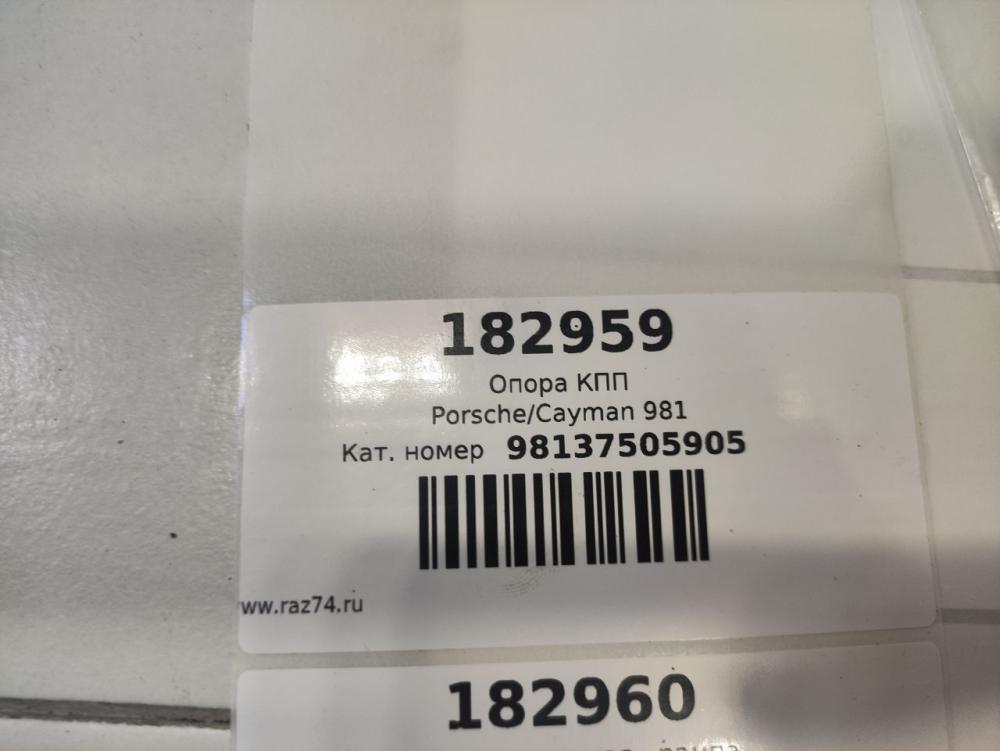 182959
Опора КПП
Porsche/Cayman 981
Кат. номер 98137505905
www.raz74.ru
182960